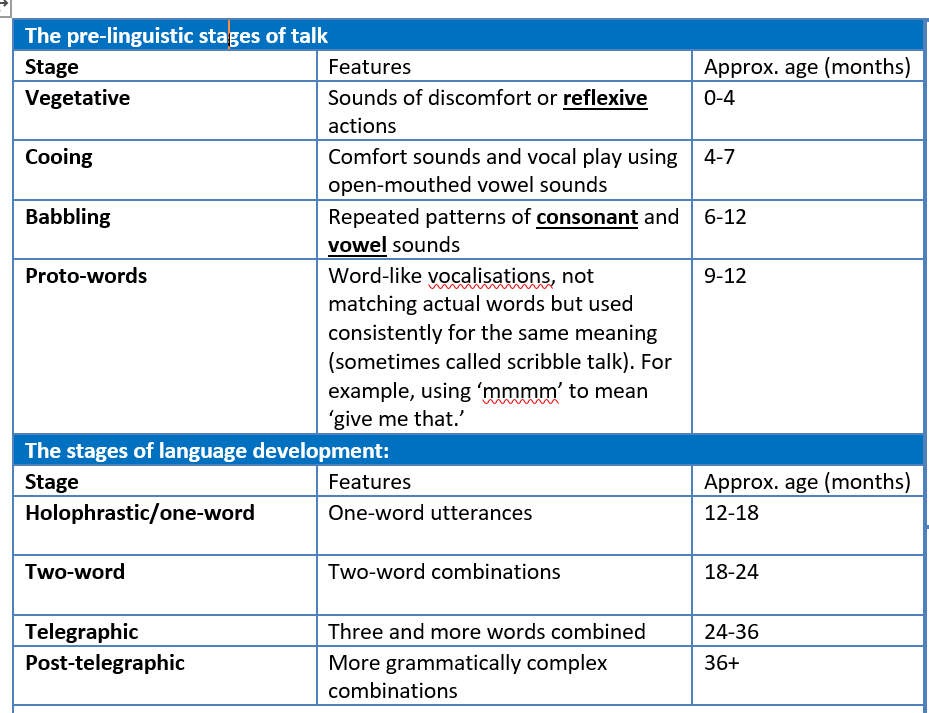 The pre-linguistic stages of talk
Stage Features Approx. age (months)
Vegetative Sounds of discomfort or reflexive 0-4
actions
Cooing Comfort sounds and vocal play using 4-7
open-mouthed vowel sounds
Babbling Repeated patterns of consonant and 6-12
vowel sounds
Proto-words Word-like vocalisations, not 9-12
matching actual words but used
consistently for the same meaning
(sometimes called scribble talk). For
example, using ‘mmmm’ to mean
‘give me that.’
The stages of language development:
Stage Features Approx. age (months)
Holophrastic/one-word One-word utterances 12-18
Two-word Two-word combinations 18-24
Telegraphic Three and more words combined 24-36
Post-telegraphic More grammatically complex 36+
combinations